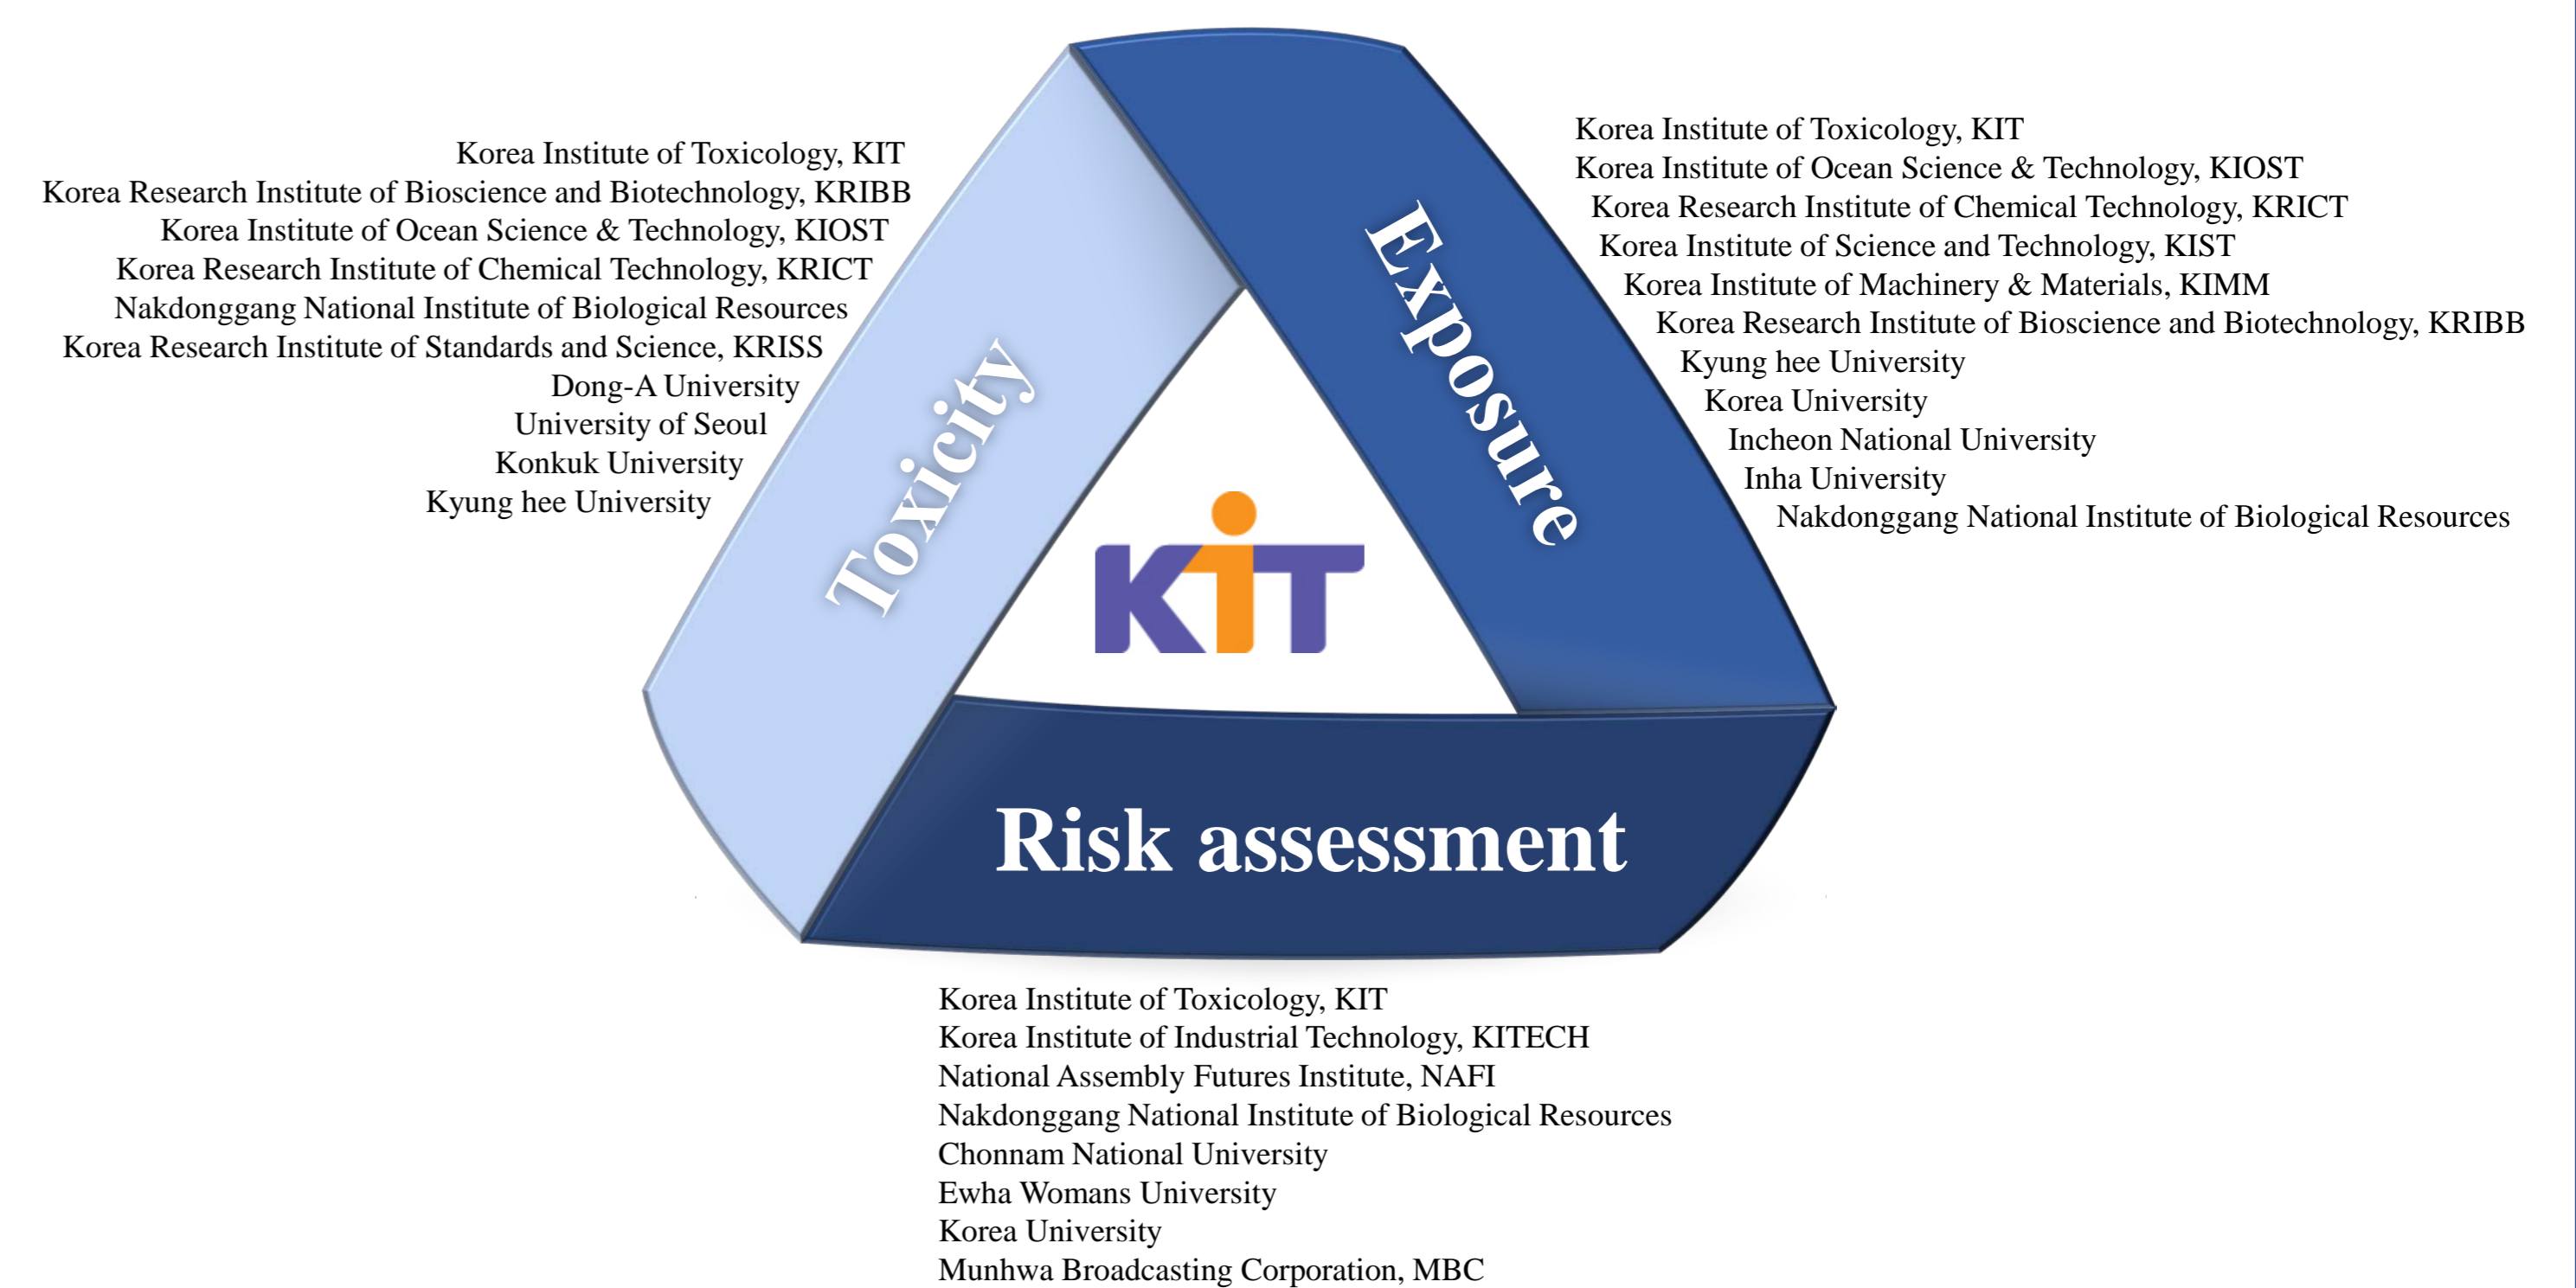 Korea Institute of Toxicology, KIT
Korea Research Institute of Bioscience and Biotechnology, KRIBB
Korea Institute of Ocean Science & Technology, KIOST
Korea Research Institute of Chemical Technology, KRICT
Nakdonggang National Institute of Biological Resources
Korea Research Institute of Standards and Science, KRISS
Dong-A University
University of Seoul
Konkuk University
Kyung hee University
Toxicity
Exposure
Korea Institute of Toxicology, KIT
Korea Institute of Ocean Science & Technology, KIOST
Korea Research Institute of Chemical Technology, KRICT
Korea Institute of Science and Technology, KIST
Korea Institute of Machinery & Materials, KIMM
Korea Research Institute of Bioscience and Biotechnology, KRIBB
Kyung hee University
Korea University
Incheon National University
Inha University
Nakdonggang National Institute of Biological Resources
KiT
Risk assessment
Korea Institute of Toxicology, KIT
Korea Institute of Industrial Technology, KITECH
National Assembly Futures Institute, NAFI
Nakdonggang National Institute of Biological Resources
Chonnam National University
Ewha Womans University
Korea University
Munhwa Broadcasting Corporation, MBC